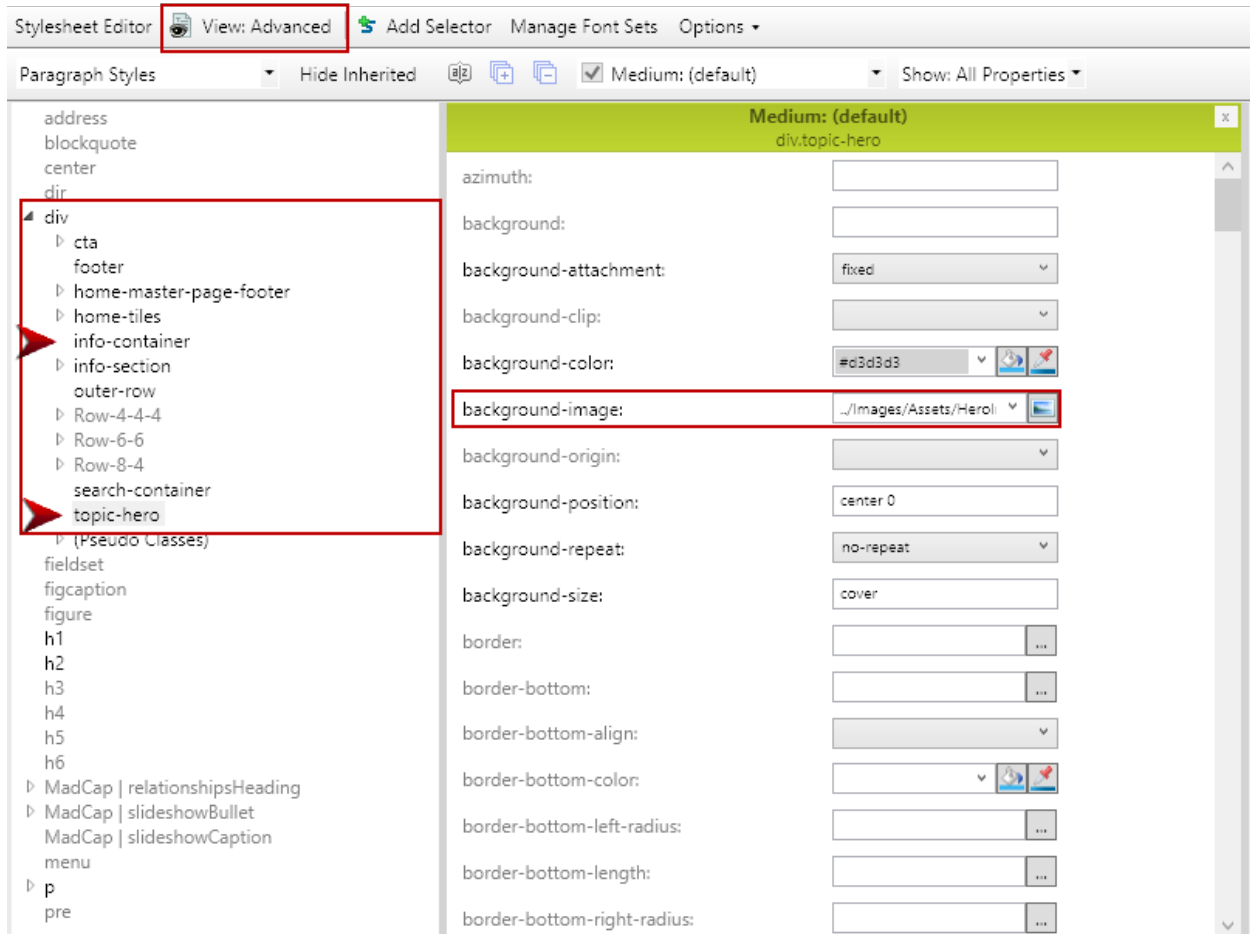 Stylesheet Editor View: Advanced Add Selector Manage Font Sets Options
Paragraph Styles Hide Inherited Medium: (default) Show: All Properties
address
blockquote
center
dir
div
cta
footer
home-master-page-footer
home-tiles
info-container
info-section
outer-row
Row-4-4-4
Row-6-6
Row-8-4
search-container
topic-hero
(Pseudo Classes)
fieldset
figcaption
figure
h1
h2
h3
h4
h5
h6
MadCap | relationshipsHeading
MadCap | slideshowBullet
MadCap | slideshowCaption
menu
p
pre
Medium: (default)
div.topic-hero
azimuth:
background:
background-attachment: fixed
background-clip:
background-color: #d3d3d3
background-image: ../Images/Assets/HeroI
background-origin:
background-position: center 0
background-repeat: no-repeat
background-size: cover
border: ...
border-bottom: ...
border-bottom-align:
border-bottom-color:
border-bottom-left-radius: ...
border-bottom-length: ...
border-bottom-right-radius: ...